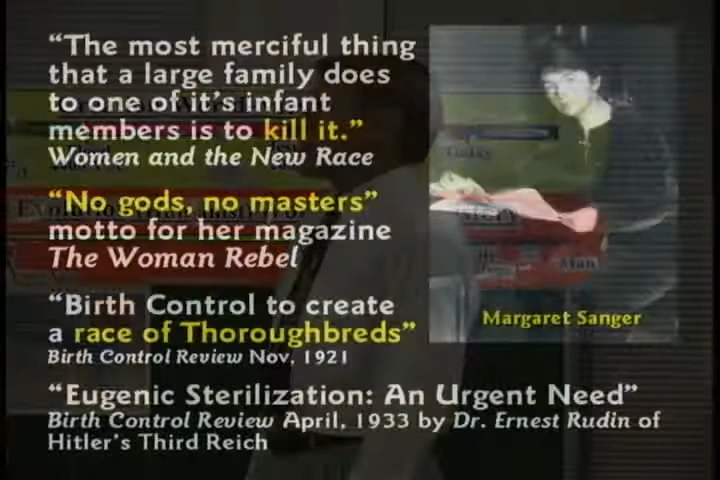 “The most merciful thing
that a large family does
to one of it’s infant
members is to kill it.”
Women and the New Race
“No gods, no masters”
motto for her magazine
The Woman Rebel
“Birth Control to create
a race of Thoroughbreds”
Birth Control Review Nov, 1921
“Eugenic Sterilization: An Urgent Need”
Birth Control Review April, 1933 by Dr. Ernest Rudin of
Hitler’s Third Reich
Margaret Sanger
Today
Man